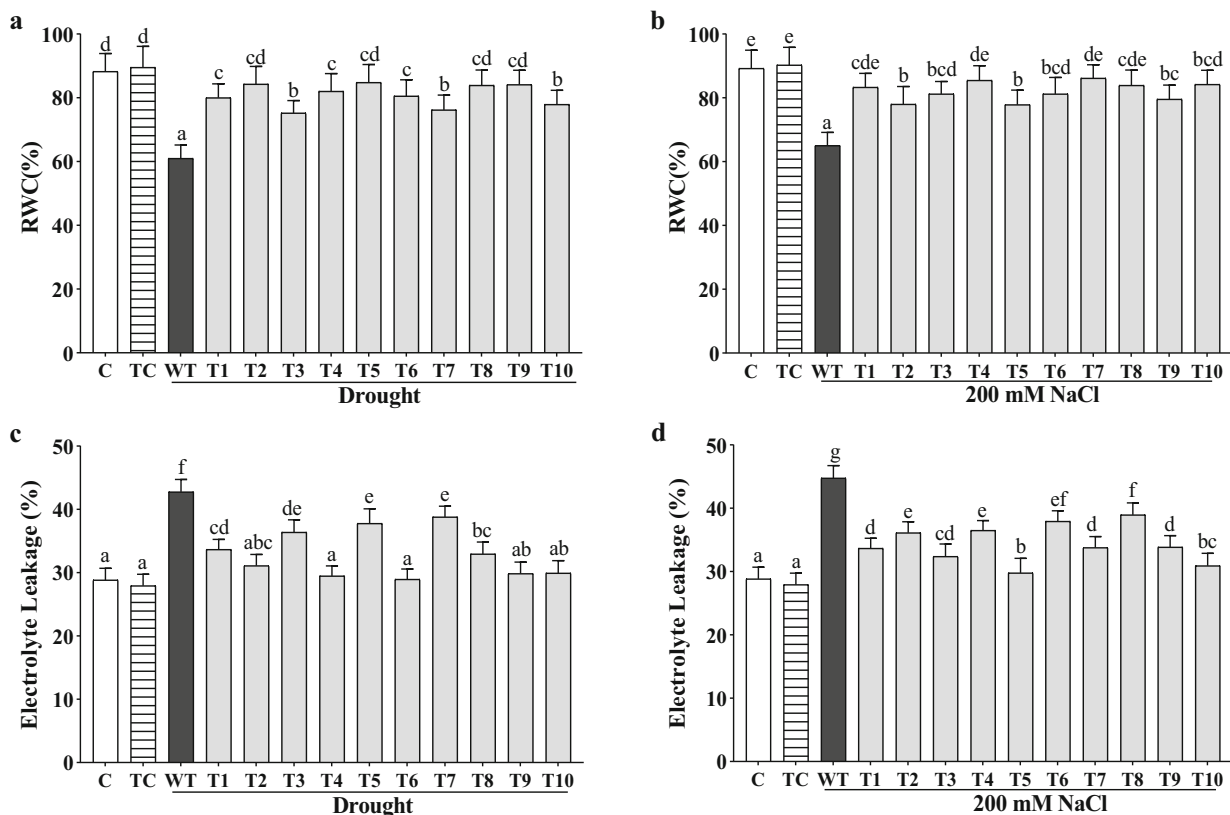 a
RWC(%)
100
80
60
40
20
0
d d a c cd b c cd c b cd cd b
C TC WT T1 T2 T3 T4 T5 T6 T7 T8 T9 T10
Drought
b
RWC(%)
100
80
60
40
20
0
e e a cde b bcd de b bcd de cde bc bcd
C TC WT T1 T2 T3 T4 T5 T6 T7 T8 T9 T10
200 mM NaCl
c
Electrolyte Leakage (%)
50
40
30
20
10
0
a a f cd abc de a e a e bc ab ab
C TC WT T1 T2 T3 T4 T5 T6 T7 T8 T9 T10
Drought
d
Electrolyte Leakage (%)
50
40
30
20
10
0
a a g d e cd e b ef d f d bc
C TC WT T1 T2 T3 T4 T5 T6 T7 T8 T9 T10
200 mM NaCl